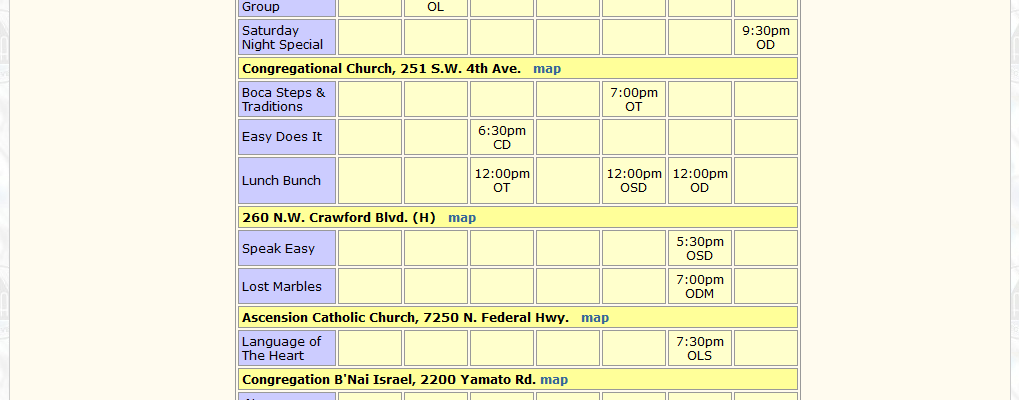 Group
OL
Saturday
Night Special
9:30pm
OD
Congregational Church, 251 S.W. 4th Ave. map
Boca Steps &
Traditions
7:00pm
OT
Easy Does It
6:30pm
CD
Lunch Bunch
12:00pm
OT
12:00pm
OSD
12:00pm
OD
260 N.W. Crawford Blvd. (H) map
Speak Easy
5:30pm
OSD
Lost Marbles
7:00pm
ODM
Ascension Catholic Church, 7250 N. Federal Hwy. map
Language of
The Heart
7:30pm
OLS
Congregation B'Nai Israel, 2200 Yamato Rd. map